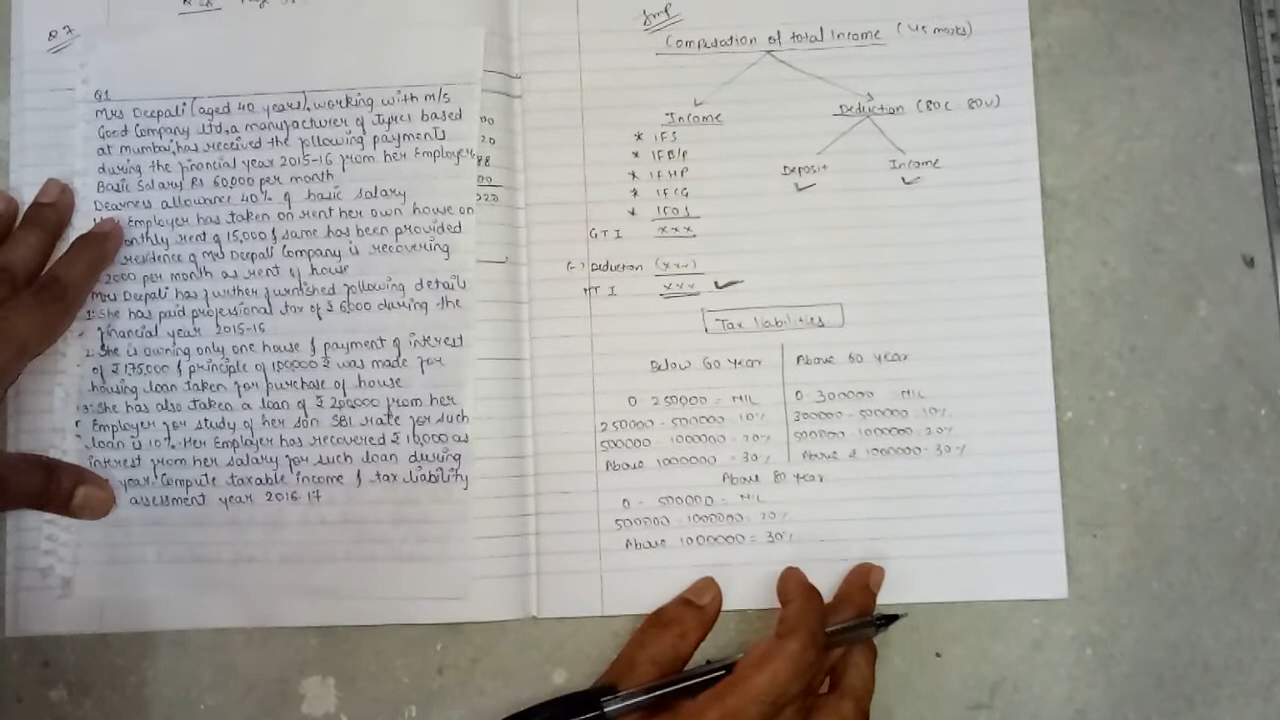 Q 7
Q1
Mrs Deepali (aged 40 years), working with m/s
Good Company Ltd, a manufacturer of Tyres based
at mumbai, has received the following payments
during the financial year 2015-16 from her Employer
Basic Salary Rs 60,000 per month
Dearness allowance 40% of basic salary
Employer has taken on rent her own house on
onthly rent of 15,000 & same has been provided
residence of Mrs Deepali Company is recovering
2000 per month as rent of house
Mrs Deepali has further furnished following detail
1. She has paid professional tax of ₹ 6000 during the
financial year 2015-16
2. She is owning only one house & payment of interest
of ₹ 175,000 & principle of 100000 ₹ was made for
housing loan taken for purchase of house
3. She has also taken a loan of ₹ 200,000 from her
Employer for study of her son SBI rate for such
loan is 10%. Her Employer has recovered ₹ 10,000 as
interest from her salary for such loan during
year. Compute taxable income & tax liability
assessment year 2016-17
00
20
88
00
Imp
Computation of total Income (45 marks)
Income
Deduction (80C 80U)
* IFS
* IFB/P
* IFHP
* IFCG
* IFOS
Deposit
Income
GTI xxx
(-) Deduction (xxx)
TI xxx
Tax liabilities
Below 60 year
Above 60 year
0 - 250000 = NIL
250000 - 500000 10%
500000 - 1000000 = 20%
Above 1000000 = 30%
0 - 300000 = NIL
300000 - 500000 10%
500000 1000000 20%
Above 1000000 - 30%
Above 80 year
0 - 500000 = NIL
500000 - 1000000 - 20%
Above 1000000 = 30%